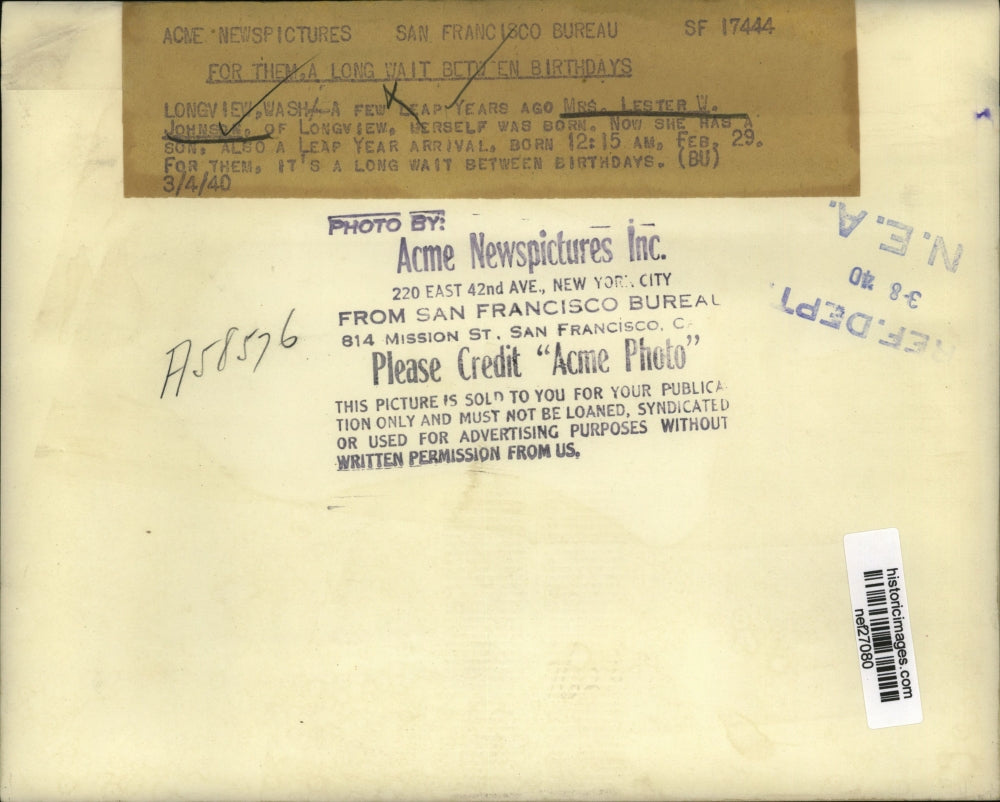 ACME NEWSPICTURES SAN FRANCISCO BUREAU SF 17444
FOR THEM, A LONG WAIT BETWEEN BIRTHDAYS
LONGVIEW, WASH/-A FEW LEAP YEARS AGO MRS. LESTER W.
JOHNSON, OF LONGVIEW, HERSELF WAS BORN. NOW SHE HAS A
SON, ALSO A LEAP YEAR ARRIVAL, BORN 12:15 AM, FEB. 29.
FOR THEM, IT'S A LONG WAIT BETWEEN BIRTHDAYS. (BU)
3/4/40
PHOTO BY:
Acme Newspictures Inc.
220 EAST 42nd AVE., NEW YORK CITY
FROM SAN FRANCISCO BUREAU
814 MISSION ST. SAN FRANCISCO, C
Please Credit "Acme Photo"
THIS PICTURE IS SOLD TO YOU FOR YOUR PUBLICA-
TION ONLY AND MUST NOT BE LOANED, SYNDICATED
OR USED FOR ADVERTISING PURPOSES WITHOUT
WRITTEN PERMISSION FROM US.
A58576
N.E.A.
3-8 40
REF. DEPT.
historicimages.com
nef27080